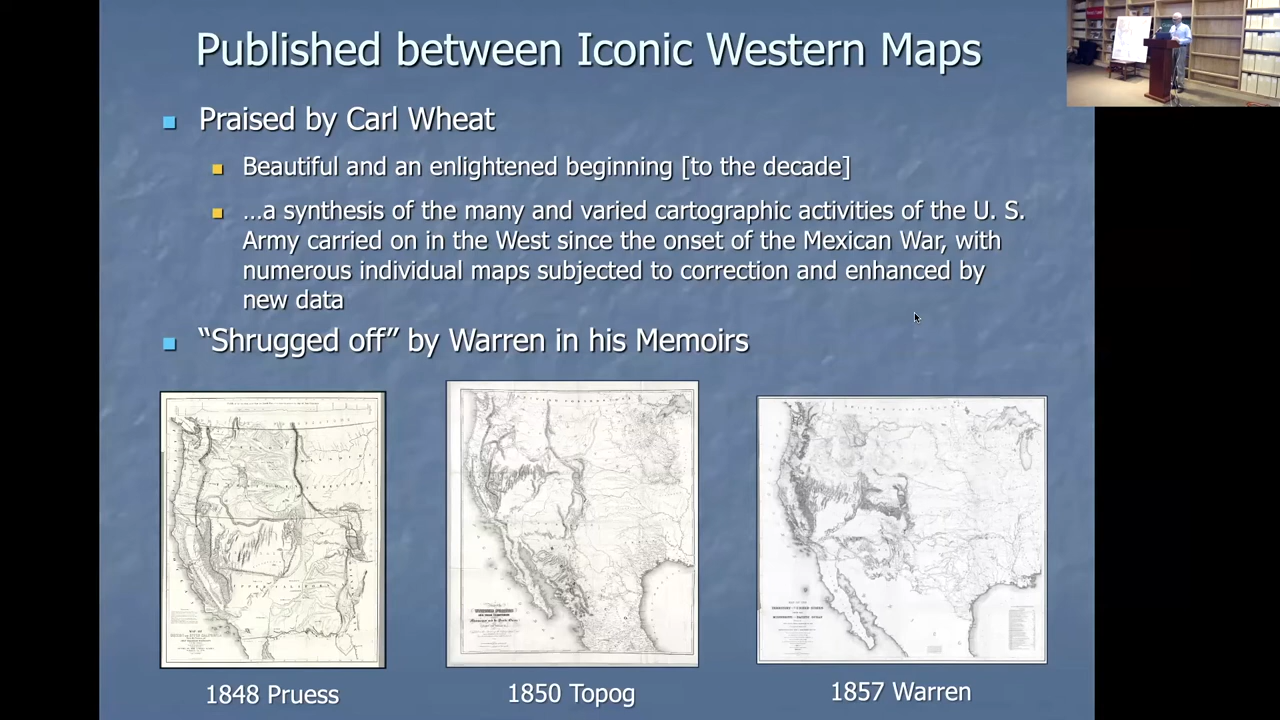 Published between Iconic Western Maps
Praised by Carl Wheat
Beautiful and an enlightened beginning [to the decade]
…a synthesis of the many and varied cartographic activities of the U. S.
Army carried on in the West since the onset of the Mexican War, with
numerous individual maps subjected to correction and enhanced by
new data
“Shrugged off” by Warren in his Memoirs
1848 Pruess
1850 Topog
1857 Warren